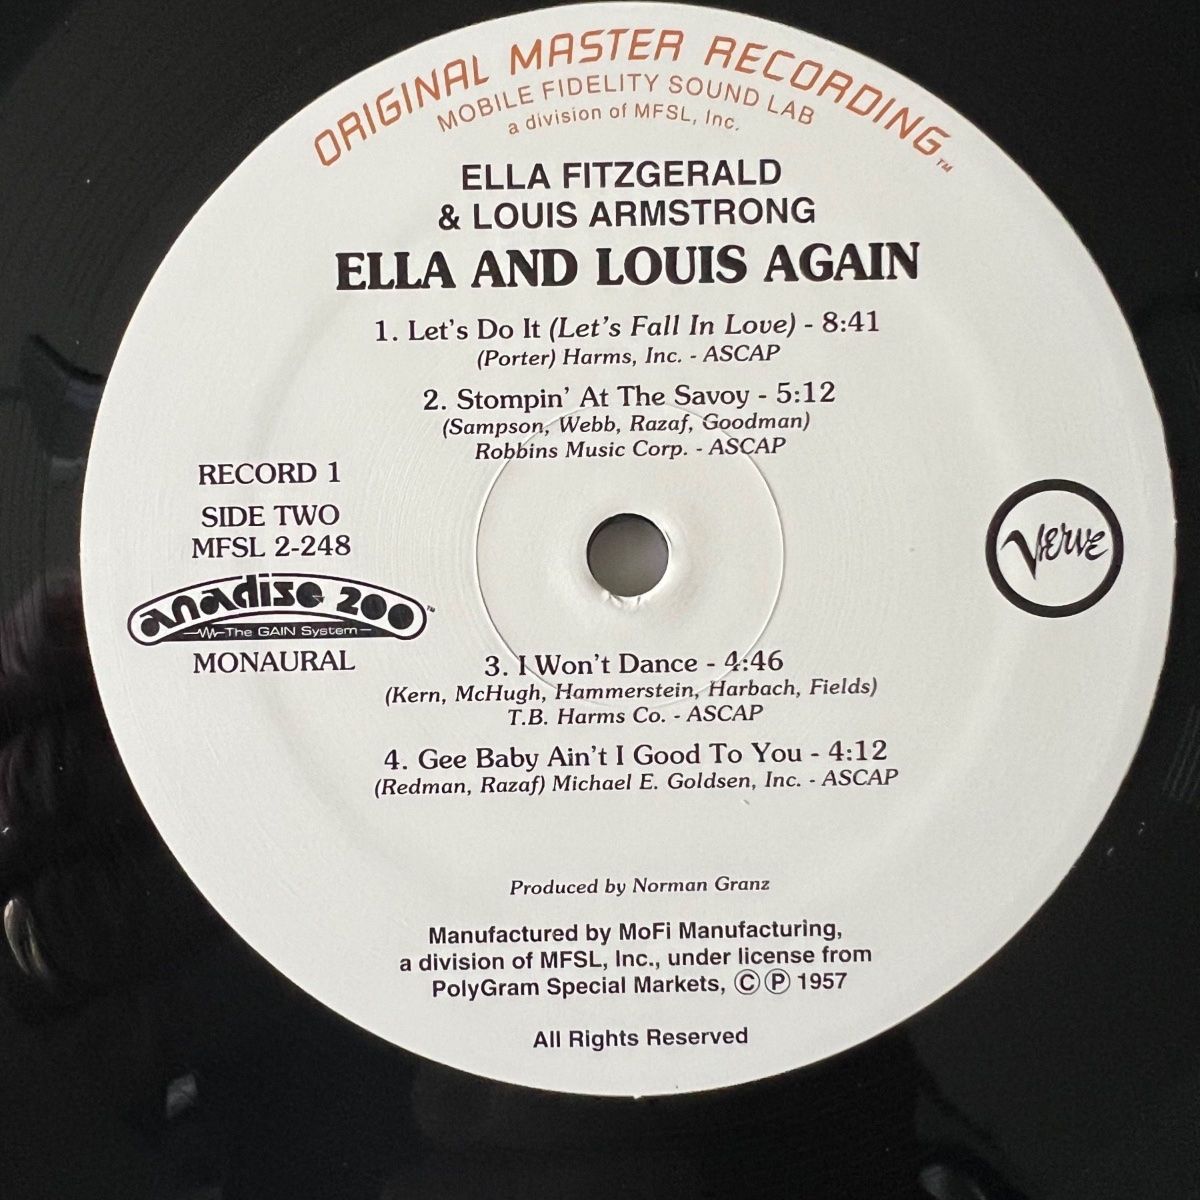 ORIGINAL MASTER RECORDING™
MOBILE FIDELITY SOUND LAB
a division of MFSL, Inc.
ELLA FITZGERALD
& LOUIS ARMSTRONG
ELLA AND LOUIS AGAIN
1. Let's Do It (Let's Fall In Love) - 8:41
(Porter) Harms, Inc. - ASCAP
2. Stompin' At The Savoy - 5:12
(Sampson, Webb, Razaf, Goodman)
Robbins Music Corp. - ASCAP
RECORD 1
SIDE TWO
MFSL 2-248
anadisc 200™
The GAIN System
MONAURAL
Verve
3. I Won't Dance - 4:46
(Kern, McHugh, Hammerstein, Harbach, Fields)
T.B. Harms Co. - ASCAP
4. Gee Baby Ain't I Good To You - 4:12
(Redman, Razaf) Michael E. Goldsen, Inc. - ASCAP
Produced by Norman Granz
Manufactured by MoFi Manufacturing,
a division of MFSL, Inc., under license from
PolyGram Special Markets, Ⓒ Ⓟ 1957
All Rights Reserved